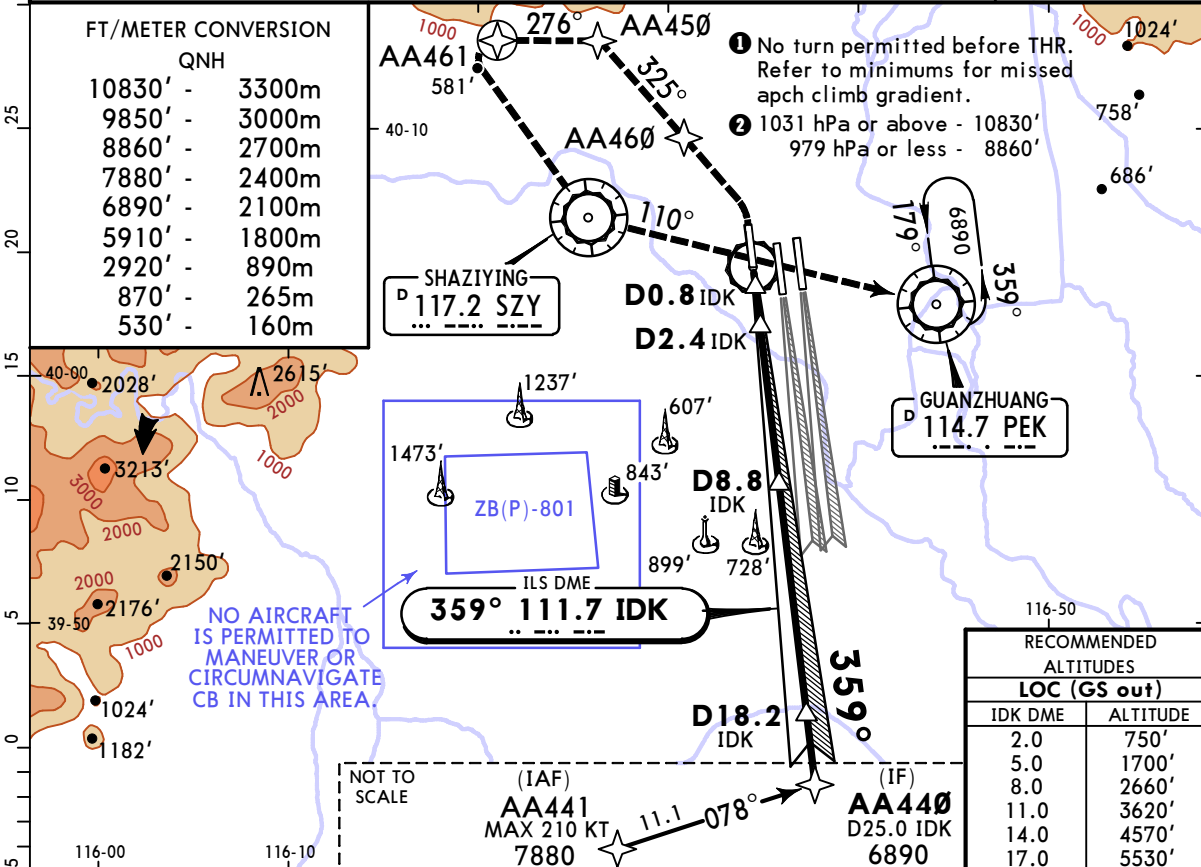 FT/METER CONVERSION
QNH
10830' - 3300m
9850' - 3000m
8860' - 2700m
7880' - 2400m
6890' - 2100m
5910' - 1800m
2920' - 890m
870' - 265m
530' - 160m
1000
276°
AA450
AA461
581'
325°
AA460
40-10
1 No turn permitted before THR.
Refer to minimums for missed
apch climb gradient.
2 1031 hPa or above - 10830'
979 hPa or less - 8860'
1000
1024'
758'
686'
25
20
15
10
5
0
5
110°
SHAZIYING
D 117.2 SZY
D0.8 IDK
D2.4 IDK
179°
6890
359°
GUANZHUANG
D 114.7 PEK
40-00
2028'
2615'
2000
1000
3213'
3000
2000
2150'
2000
2176'
39-50
1000
1024'
1182'
1237'
607'
1473'
843'
ZB(P)-801
D8.8
IDK
899'
728'
NO AIRCRAFT
IS PERMITTED TO
MANEUVER OR
CIRCUMNAVIGATE
CB IN THIS AREA.
ILS DME
359° 111.7 IDK
116-50
359°
D18.2
IDK
NOT TO
SCALE
(IAF)
AA441
MAX 210 KT
7880
11.1
078°
(IF)
AA440
D25.0 IDK
6890
RECOMMENDED
ALTITUDES
LOC (GS out)
IDK DME ALTITUDE
2.0 750'
5.0 1700'
8.0 2660'
11.0 3620'
14.0 4570'
17.0 5530'
116-00
116-10